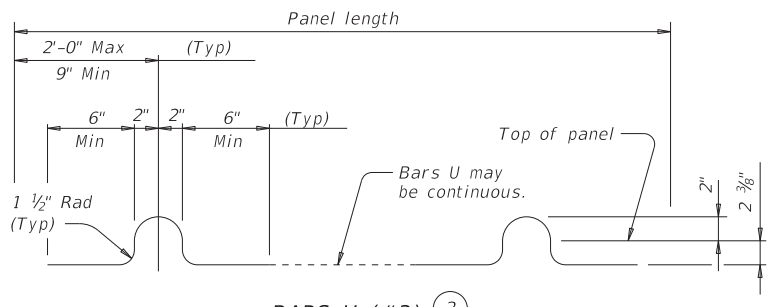 Panel length
2'-0" Max (Typ)
9" Min
6" 2" 2" 6" (Typ)
Min Min
Top of panel
2"
2 3/8"
Bars U may
be continuous.
1 1/2" Rad
(Typ)